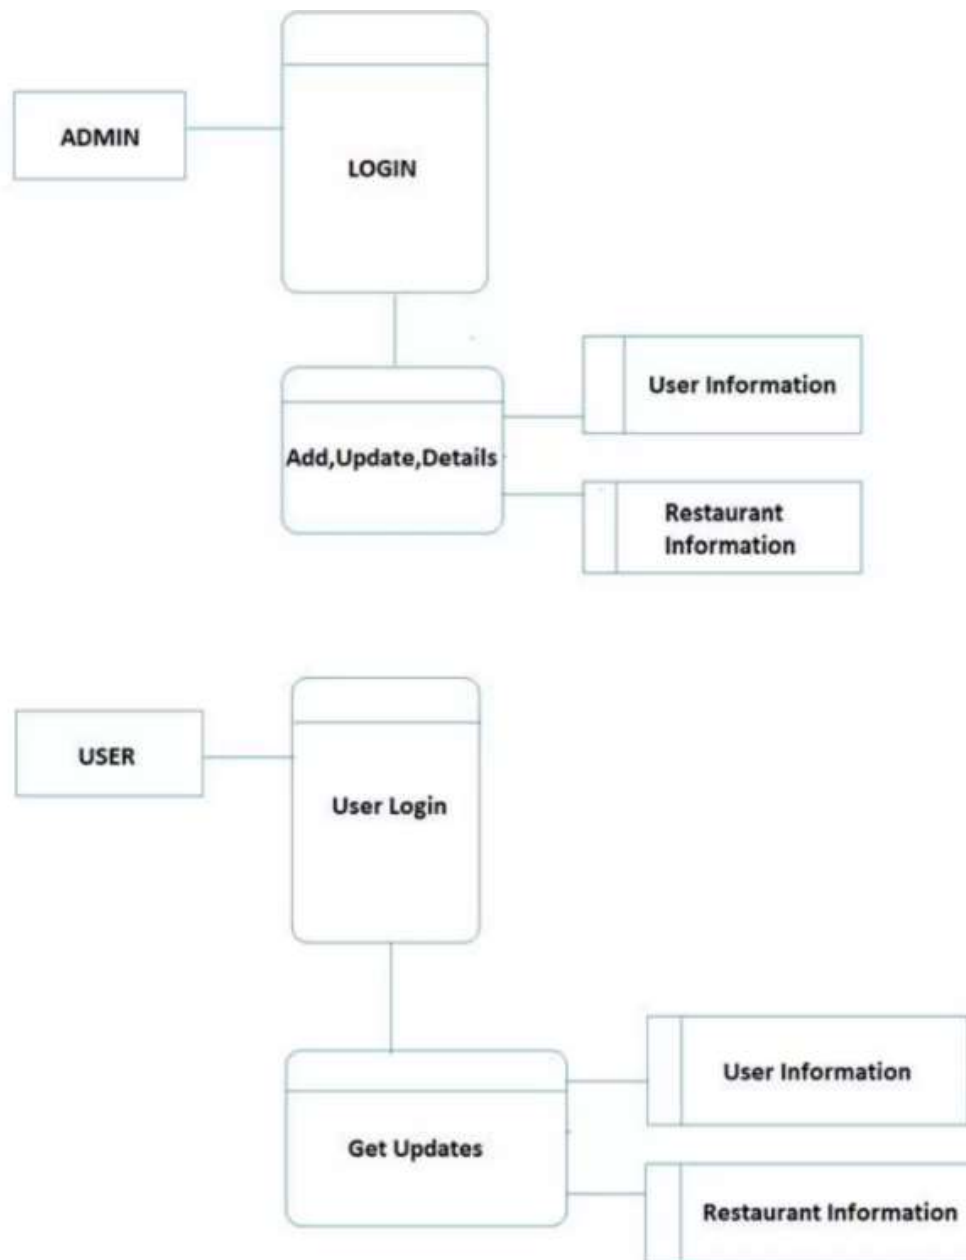 ADMIN
LOGIN
User Information
Add,Update,Details
Restaurant
Information
USER
User Login
User Information
Get Updates
Restaurant Information